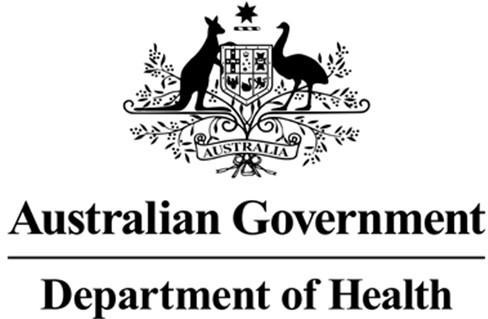 AUSTRALIA
Australian Government
Department of Health